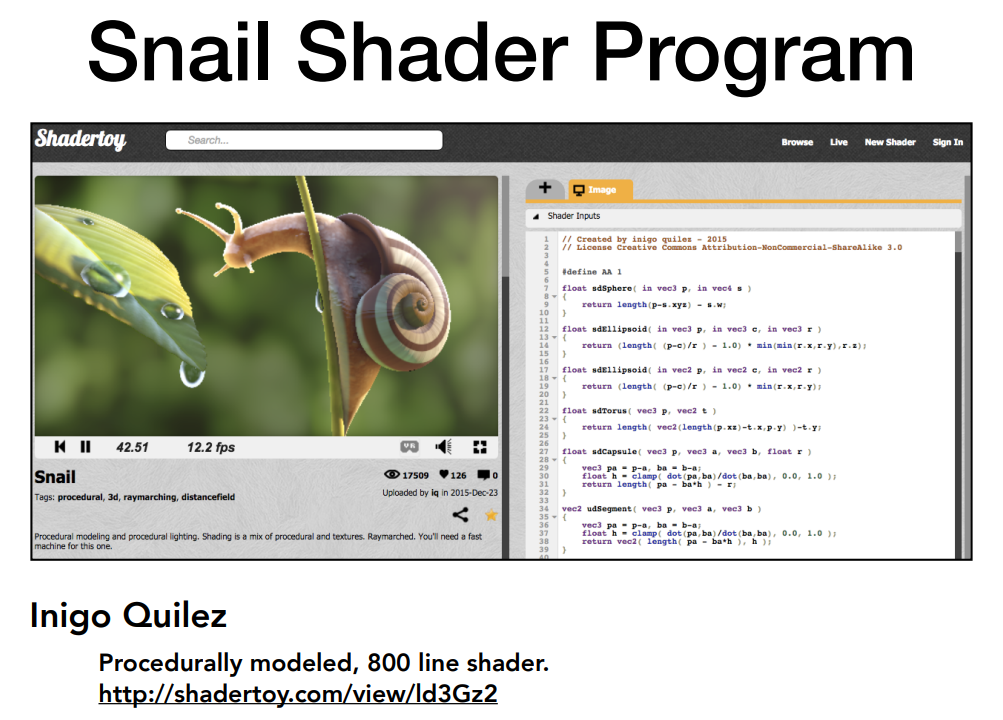 Snail Shader Program
Shadertoy
Search...
Browse Live New Shader Sign In
+ Image
Shader Inputs
1 // Created by inigo quilez - 2015
2 // License Creative Commons Attribution-NonCommercial-ShareAlike 3.0
3
4
5 #define AA 1
6
7 float sdSphere( in vec3 p, in vec4 s )
8 {
9 return length(p-s.xyz) - s.w;
10 }
11
12 float sdEllipsoid( in vec3 p, in vec3 c, in vec3 r )
13 {
14 return (length( (p-c)/r ) - 1.0) * min(min(r.x,r.y),r.z);
15 }
16
17 float sdEllipsoid( in vec2 p, in vec2 c, in vec2 r )
18 {
19 return (length( (p-c)/r ) - 1.0) * min(r.x,r.y);
20 }
21
22 float sdTorus( vec3 p, vec2 t )
23 {
24 return length( vec2(length(p.xz)-t.x,p.y) )-t.y;
25 }
26
27 float sdCapsule( vec3 p, vec3 a, vec3 b, float r )
28 {
29 vec3 pa = p-a, ba = b-a;
30 float h = clamp( dot(pa,ba)/dot(ba,ba), 0.0, 1.0 );
31 return length( pa - ba*h ) - r;
32 }
33
34 vec2 udSegment( vec3 p, vec3 a, vec3 b )
35 {
36 vec3 pa = p-a, ba = b-a;
37 float h = clamp( dot(pa,ba)/dot(ba,ba), 0.0, 1.0 );
38 return vec2( length( pa - ba*h ), h );
39 }
40
42.51 12.2 fps VR
Snail
17509 126 0
Tags: procedural, 3d, raymarching, distancefield
Uploaded by iq in 2015-Dec-23
Procedural modeling and procedural lighting. Shading is a mix of procedural and textures. Raymarched. You'll need a fast
machine for this one.
Inigo Quilez
Procedurally modeled, 800 line shader.
http://shadertoy.com/view/ld3Gz2